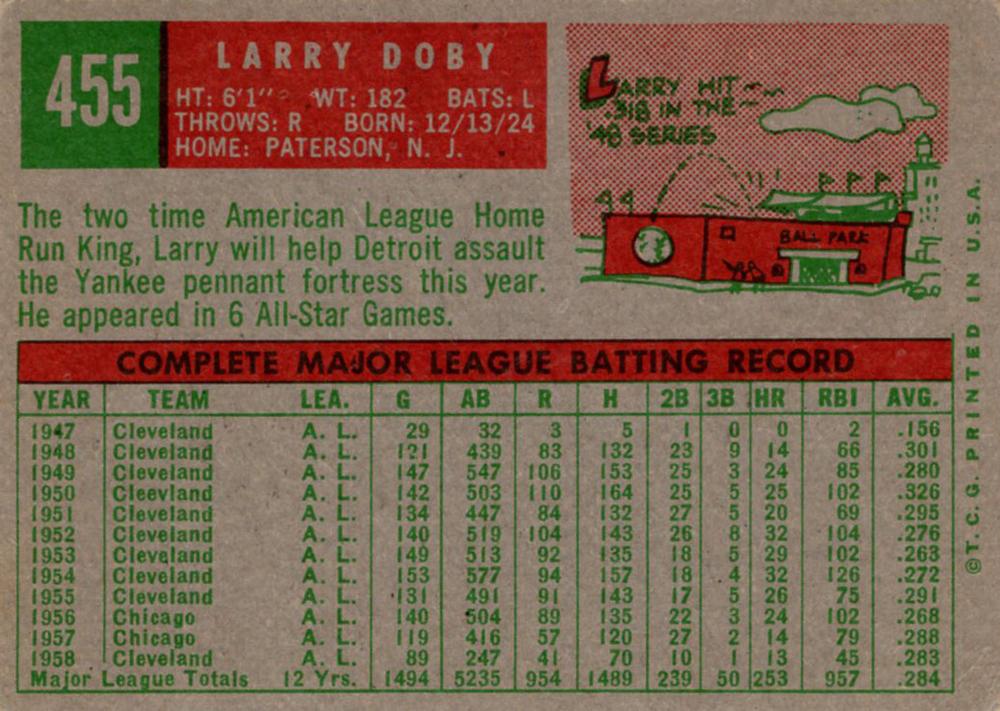 455
LARRY DOBY
HT: 6'1" WT: 182 BATS: L
THROWS: R BORN: 12/13/24
HOME: PATERSON, N. J.
LARRY HIT
.318 IN THE
'48 SERIES
BALL PARK
The two time American League Home
Run King, Larry will help Detroit assault
the Yankee pennant fortress this year.
He appeared in 6 All-Star Games.
COMPLETE MAJOR LEAGUE BATTING RECORD
YEAR TEAM LEA. G AB R H 2B 3B HR RBI AVG.
1947 Cleveland A. L. 29 32 3 5 1 0 0 2 .156
1948 Cleveland A. L. 121 439 83 132 23 9 14 66 .301
1949 Cleveland A. L. 147 547 106 153 25 3 24 85 .280
1950 Cleevland A. L. 142 503 110 164 25 5 25 102 .326
1951 Cleveland A. L. 134 447 84 132 27 5 20 69 .295
1952 Cleveland A. L. 140 519 104 143 26 8 32 104 .276
1953 Cleveland A. L. 149 513 92 135 18 5 29 102 .263
1954 Cleveland A. L. 153 577 94 157 18 4 32 126 .272
1955 Cleveland A. L. 131 491 91 143 17 5 26 75 .291
1956 Chicago A. L. 140 504 89 135 22 3 24 102 .268
1957 Chicago A. L. 119 416 57 120 27 2 14 79 .288
1958 Cleveland A. L. 89 247 41 70 10 1 13 45 .283
Major League Totals 12 Yrs. 1494 5235 954 1489 239 50 253 957 .284
©T. C. G. PRINTED IN U.S.A.